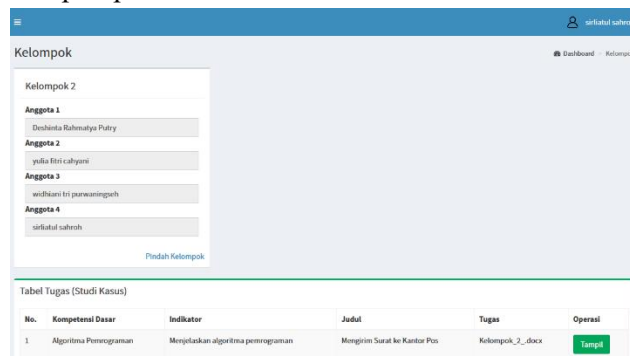 sirliatul sahro
Kelompok
Dashboard
Kelompok 2
Anggota 1
Deshinta Rahmatya Putry
Anggota 2
yulia fitri cahyani
Anggota 3
widhiani tri purwaningseh
Anggota 4
sirliatul sahroh
Pindah Kelompok
Tabel Tugas (Studi Kasus)
No. Kompetensi Dasar Indikator Judul Tugas Operasi
1 Algoritma Pemrograman Menjelaskan algoritma pemrograman Mengirim Surat ke Kantor Pos Kelompok_2_.docx Tampil